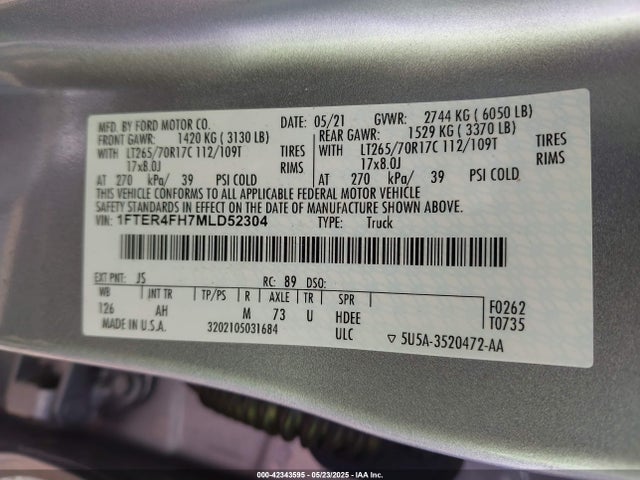 MFD. BY FORD MOTOR CO. DATE: 05/21 GVWR: 2744 KG ( 6050 LB)
FRONT GAWR: 1420 KG ( 3130 LB) REAR GAWR: 1529 KG ( 3370 LB)
WITH LT265/70R17C 112/109T TIRES WITH LT265/70R17C 112/109T TIRES
17x8.0J RIMS 17x8.0J RIMS
AT 270 kPa/ 39 PSI COLD AT 270 kPa/ 39 PSI COLD
THIS VEHICLE CONFORMS TO ALL APPLICABLE FEDERAL MOTOR VEHICLE
SAFETY STANDARDS IN EFFECT ON THE DATE OF MANUFACTURE SHOWN ABOVE.
VIN: 1FTER4FH7MLD52304 TYPE: Truck
EXT PNT: J5 RC: 89 DSO:
WB INT TR TP/PS R AXLE TR SPR
126 AH M 73 U HDEE
ULC
F0262
T0735
MADE IN U.S.A. 3202105031684 ▽ 5U5A-3520472-AA
000-42343595 - 05/23/2025 - IAA Inc.